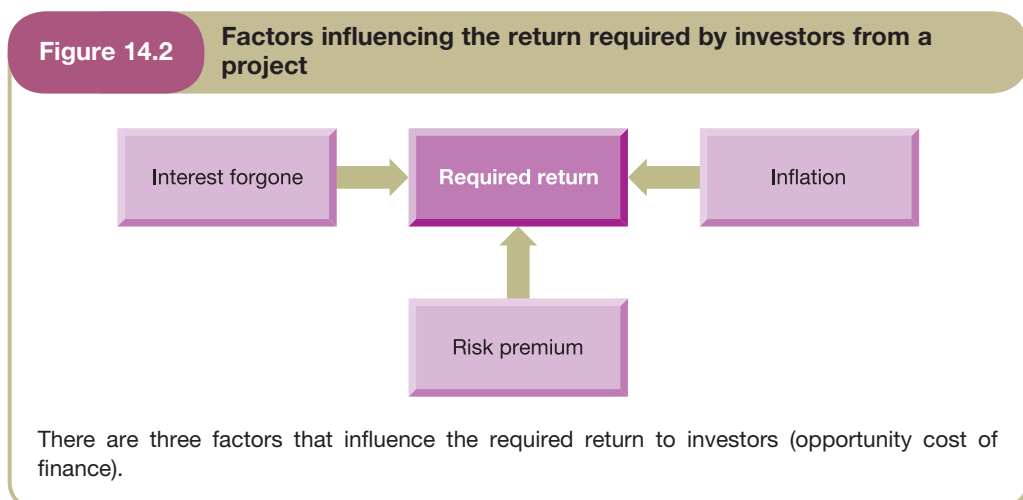 Figure 14.2
Factors influencing the return required by investors from a
project
Interest forgone
Required return
Inflation
Risk premium
There are three factors that influence the required return to investors (opportunity cost of
finance).